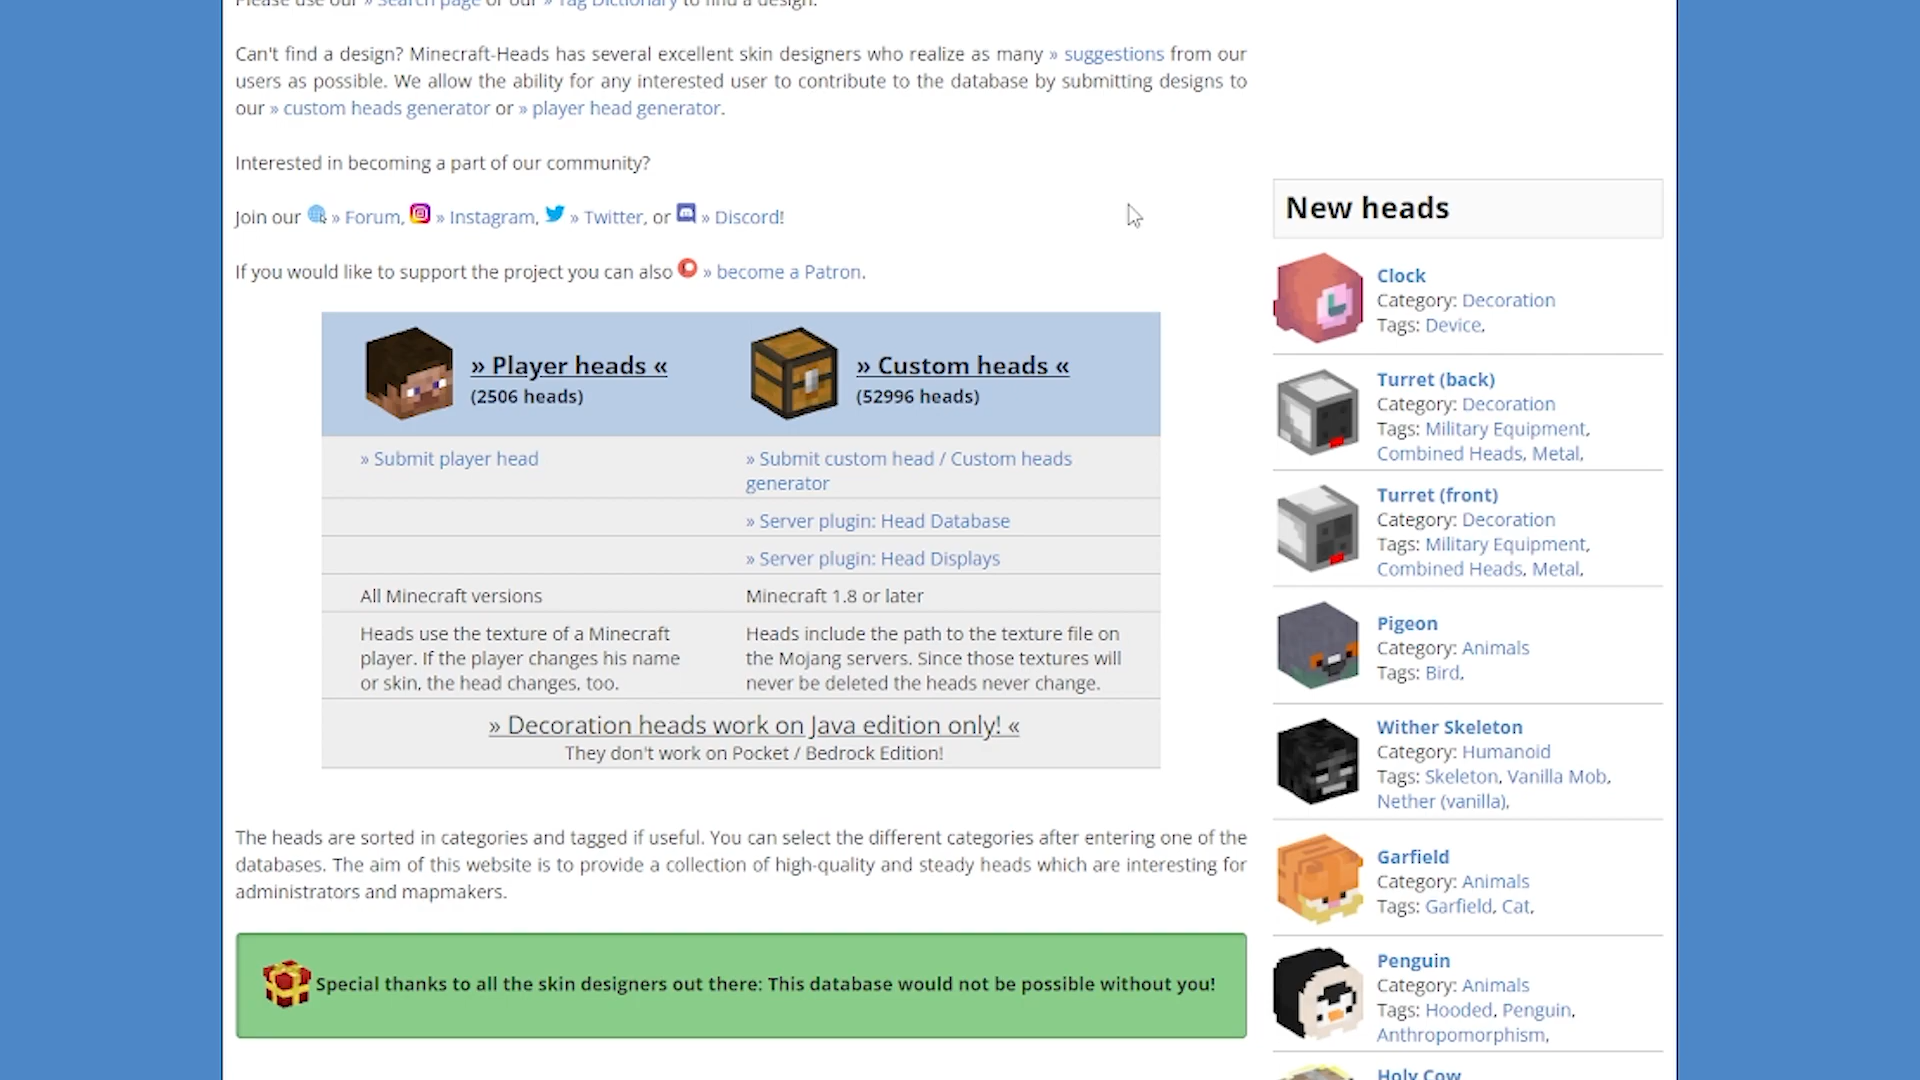 Please use our » Search page or our » Tag Dictionary to find a design.
Can't find a design? Minecraft-Heads has several excellent skin designers who realize as many » suggestions from our
users as possible. We allow the ability for any interested user to contribute to the database by submitting designs to
our » custom heads generator or » player head generator.
Interested in becoming a part of our community?
Join our » Forum, » Instagram, » Twitter, or » Discord!
If you would like to support the project you can also » become a Patron.
» Player heads «
(2506 heads)
» Custom heads «
(52996 heads)
» Submit player head
» Submit custom head / Custom heads
generator
» Server plugin: Head Database
» Server plugin: Head Displays
All Minecraft versions
Minecraft 1.8 or later
Heads use the texture of a Minecraft
player. If the player changes his name
or skin, the head changes, too.
Heads include the path to the texture file on
the Mojang servers. Since those textures will
never be deleted the heads never change.
» Decoration heads work on Java edition only! «
They don't work on Pocket / Bedrock Edition!
The heads are sorted in categories and tagged if useful. You can select the different categories after entering one of the
databases. The aim of this website is to provide a collection of high-quality and steady heads which are interesting for
administrators and mapmakers.
Special thanks to all the skin designers out there: This database would not be possible without you!
New heads
Clock
Category: Decoration
Tags: Device,
Turret (back)
Category: Decoration
Tags: Military Equipment,
Combined Heads, Metal,
Turret (front)
Category: Decoration
Tags: Military Equipment,
Combined Heads, Metal,
Pigeon
Category: Animals
Tags: Bird,
Wither Skeleton
Category: Humanoid
Tags: Skeleton, Vanilla Mob,
Nether (vanilla),
Garfield
Category: Animals
Tags: Garfield, Cat,
Penguin
Category: Animals
Tags: Hooded, Penguin,
Anthropomorphism,
Holy Cow